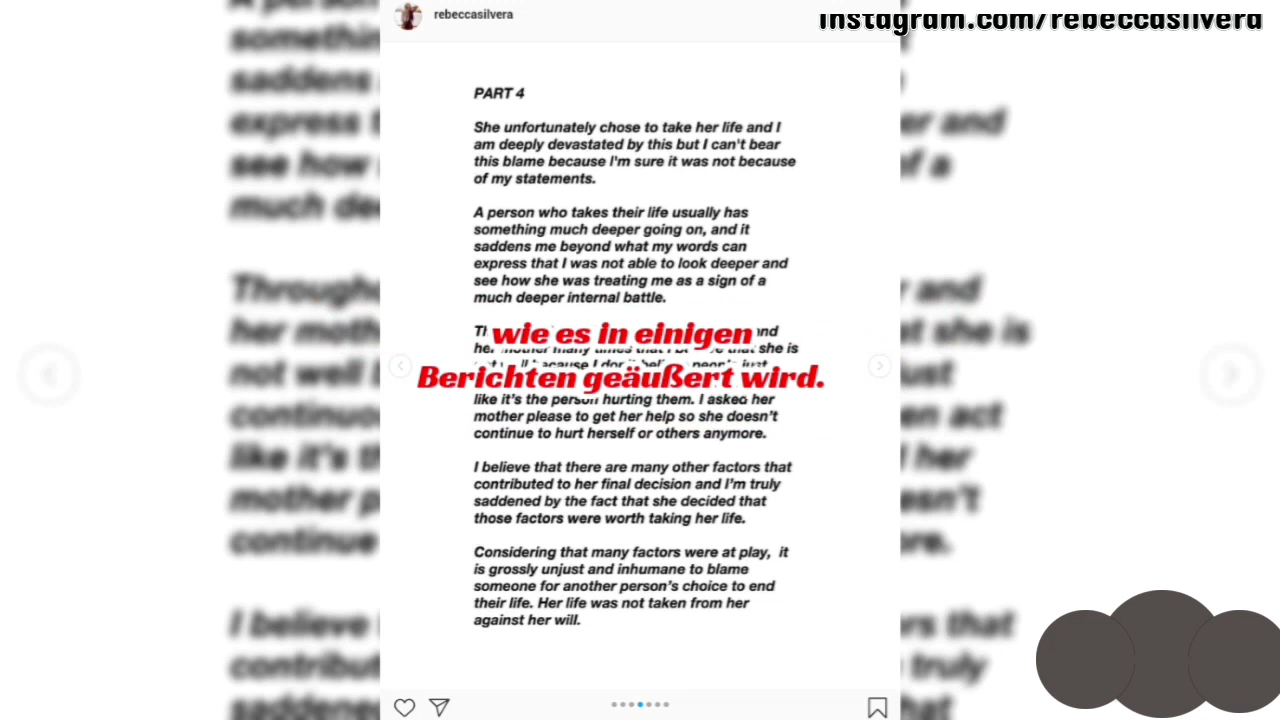 rebeccasilvera
instagram.com/rebeccasilvera
PART 4
She unfortunately chose to take her life and I
am deeply devastated by this but I can't bear
this blame because I'm sure it was not because
of my statements.
A person who takes their life usually has
something much deeper going on, and it
saddens me beyond what my words can
express that I was not able to look deeper and
see how she was treating me as a sign of a
much deeper internal battle.
wie es in einigen
she is
Berichten geäußert wird.
like it's the person hurting them. I asked her
mother please to get her help so she doesn't
continue to hurt herself or others anymore.
I believe that there are many other factors that
contributed to her final decision and I'm truly
saddened by the fact that she decided that
those factors were worth taking her life.
Considering that many factors were at play, it
is grossly unjust and inhumane to blame
someone for another person's choice to end
their life. Her life was not taken from her
against her will.